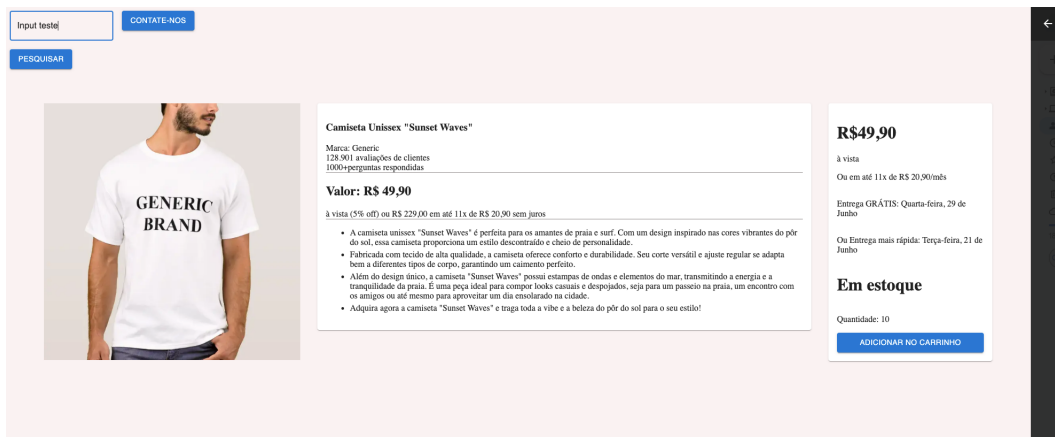 Input teste
CONTATE-NOS
PESQUISAR
GENERIC
BRAND
Camiseta Unissex "Sunset Waves"
Marca: Generic
128.901 avaliações de clientes
1000+perguntas respondidas
Valor: R$ 49,90
à vista (5% off) ou R$ 229,00 em até 11x de R$ 20,90 sem juros
• A camiseta unissex "Sunset Waves" é perfeita para os amantes de praia e surf. Com um design inspirado nas cores vibrantes do pôr
do sol, essa camiseta proporciona um estilo descontraído e cheio de personalidade.
• Fabricada com tecido de alta qualidade, a camiseta oferece conforto e durabilidade. Seu corte versátil e ajuste regular se adapta
bem a diferentes tipos de corpo, garantindo um caimento perfeito.
• Além do design único, a camiseta "Sunset Waves" possui estampas de ondas e elementos do mar, transmitindo a energia e a
tranquilidade da praia. É uma peça ideal para compor looks casuais e despojados, seja para um passeio na praia, um encontro com
os amigos ou até mesmo para aproveitar um dia ensolarado na cidade.
• Adquira agora a camiseta "Sunset Waves" e traga toda a vibe e a beleza do pôr do sol para o seu estilo!
R$49,90
à vista
Ou em até 11x de R$ 20,90/mês
Entrega GRÁTIS: Quarta-feira, 29 de
Junho
Ou Entrega mais rápida: Terça-feira, 21 de
Junho
Em estoque
Quantidade: 10
ADICIONAR NO CARRINHO